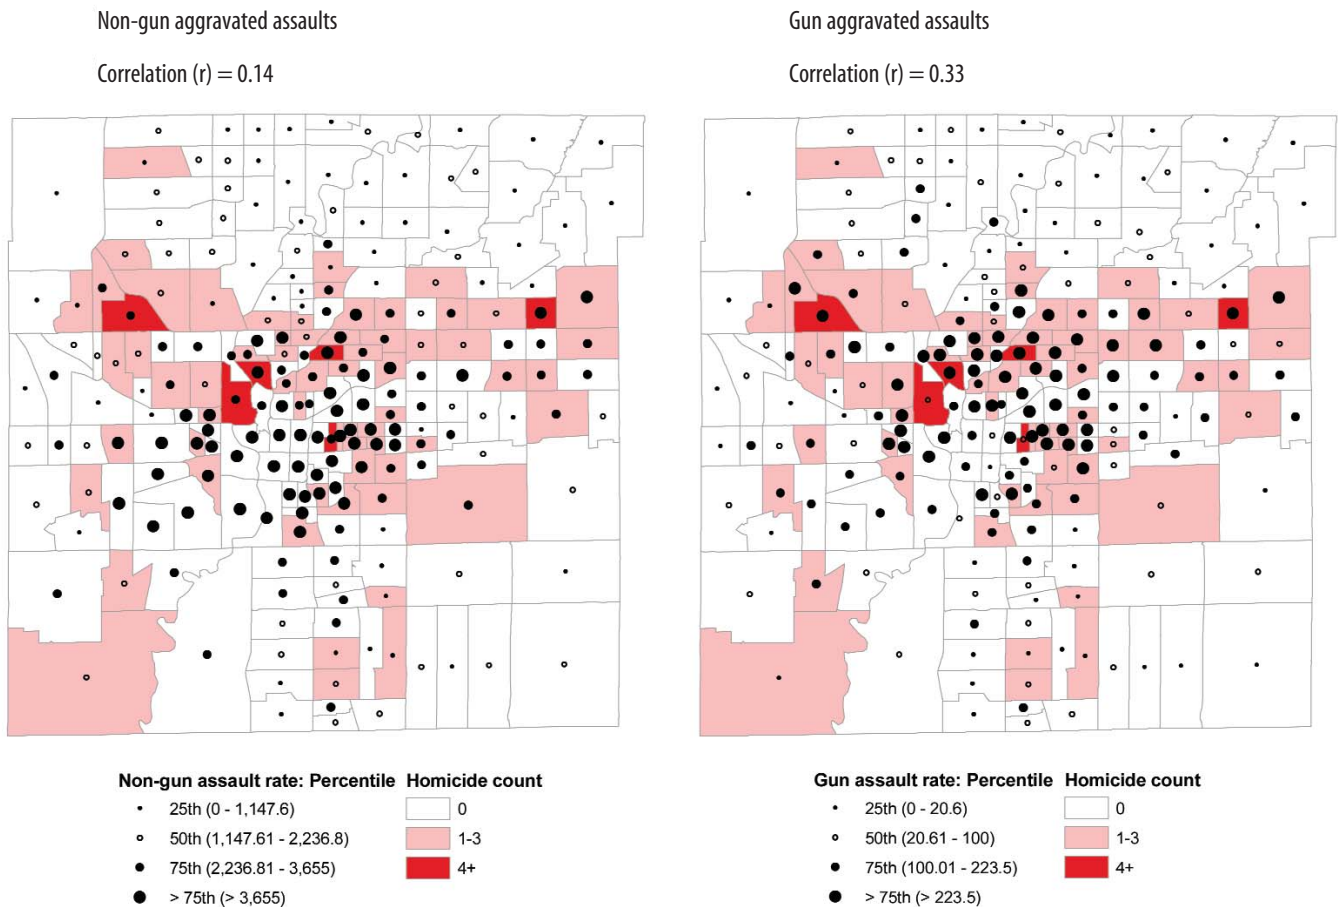 Non-gun aggravated assaults
Correlation (r) = 0.14
Gun aggravated assaults
Correlation (r) = 0.33
Non-gun assault rate: Percentile Homicide count
25th (0 - 1,147.6) 0
50th (1,147.61 - 2,236.8) 1-3
75th (2,236.81 - 3,655) 4+
> 75th (> 3,655)
Gun assault rate: Percentile Homicide count
25th (0 - 20.6) 0
50th (20.61 - 100) 1-3
75th (100.01 - 223.5) 4+
> 75th (> 223.5)